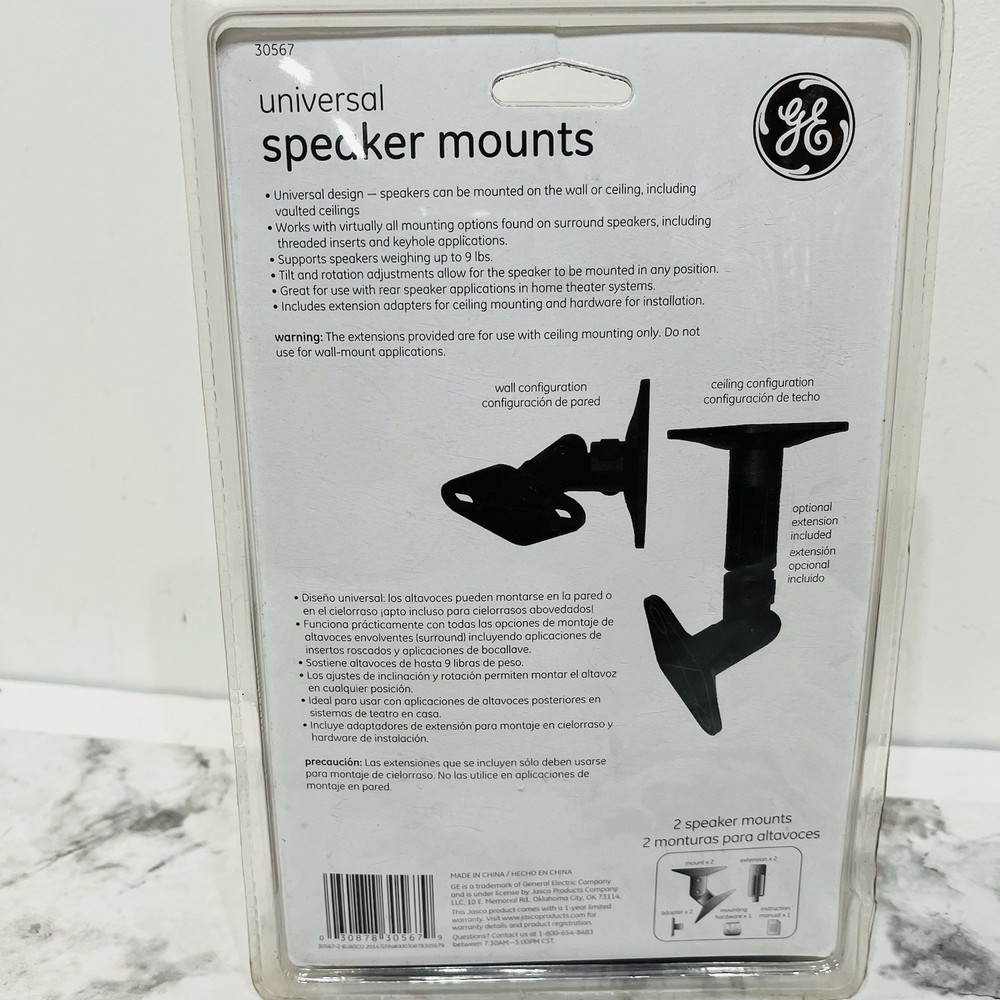 30567
universal
speaker mounts
GE
• Universal design — speakers can be mounted on the wall or ceiling, including
vaulted ceilings
• Works with virtually all mounting options found on surround speakers, including
threaded inserts and keyhole applications.
• Supports speakers weighing up to 9 lbs.
• Tilt and rotation adjustments allow for the speaker to be mounted in any position.
• Great for use with rear speaker applications in home theater systems.
• Includes extension adapters for ceiling mounting and hardware for installation.
warning: The extensions provided are for use with ceiling mounting only. Do not
use for wall-mount applications.
wall configuration
configuración de pared
ceiling configuration
configuración de techo
optional
extension
included
extensión
opcional
incluido
• Diseño universal: los altavoces pueden montarse en la pared o
en el cielorraso ¡apto incluso para cielorrasos abovedados!
• Funciona prácticamente con todas las opciones de montaje de
altavoces envolventes (surround) incluyendo aplicaciones de
insertos roscados y aplicaciones de bocallave.
• Sostiene altavoces de hasta 9 libras de peso.
• Los ajustes de inclinación y rotación permiten montar el altavoz
en cualquier posición.
• Ideal para usar con aplicaciones de altavoces posteriores en
sistemas de teatro en casa.
• Incluye adaptadores de extensión para montaje en cielorraso y
hardware de instalación.
precaución: Las extensiones que se incluyen sólo deben usarse
para montaje de cielorraso. No las utilice en aplicaciones de
montaje en pared.
2 speaker mounts
2 monturas para altavoces
mount x 2
extension x 2
adapter x 2
mounting
hardware x 1
instruction
manual x 1
MADE IN CHINA / HECHO EN CHINA
GE is a trademark of General Electric Company
and is under license by Jasco Products Company
LLC, 10 E. Memorial Rd., Oklahoma City, OK 73114.
This Jasco product comes with a 1-year limited
warranty. Visit www.jascoproducts.com for
warranty details and product registration.
Questions? Contact us at 1-800-654-8483
between 7:30AM—5:00PM CST.
0 30878 30567 9